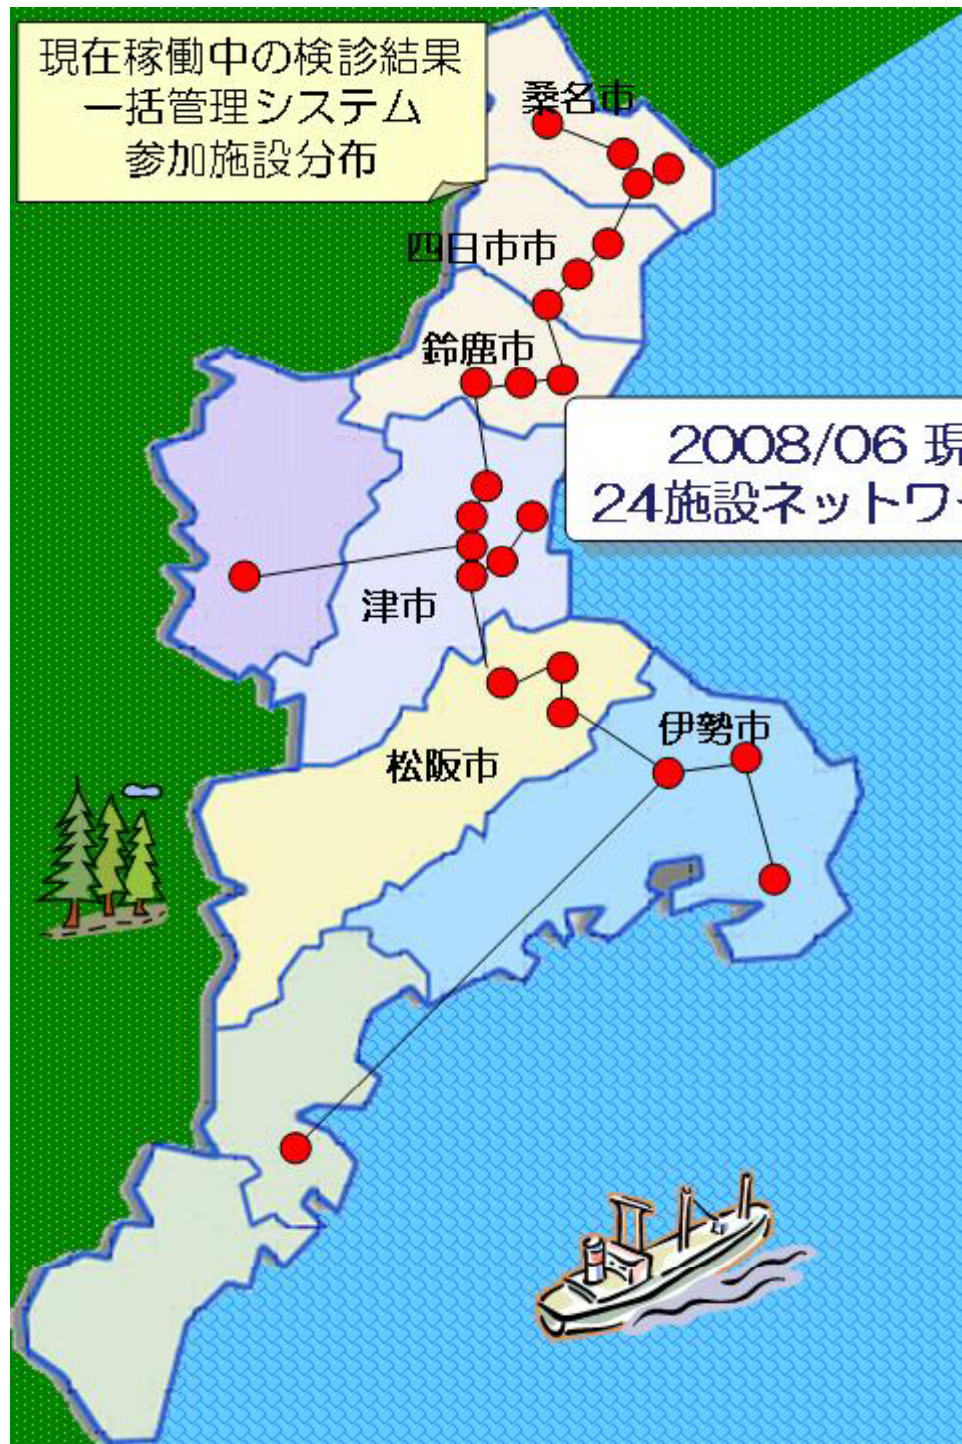 現在稼働中の検診結果
一括管理システム
参加施設分布
桑名市
四日市市
鈴鹿市
2008/06 現
24施設ネットワ
津市
伊勢市
松阪市